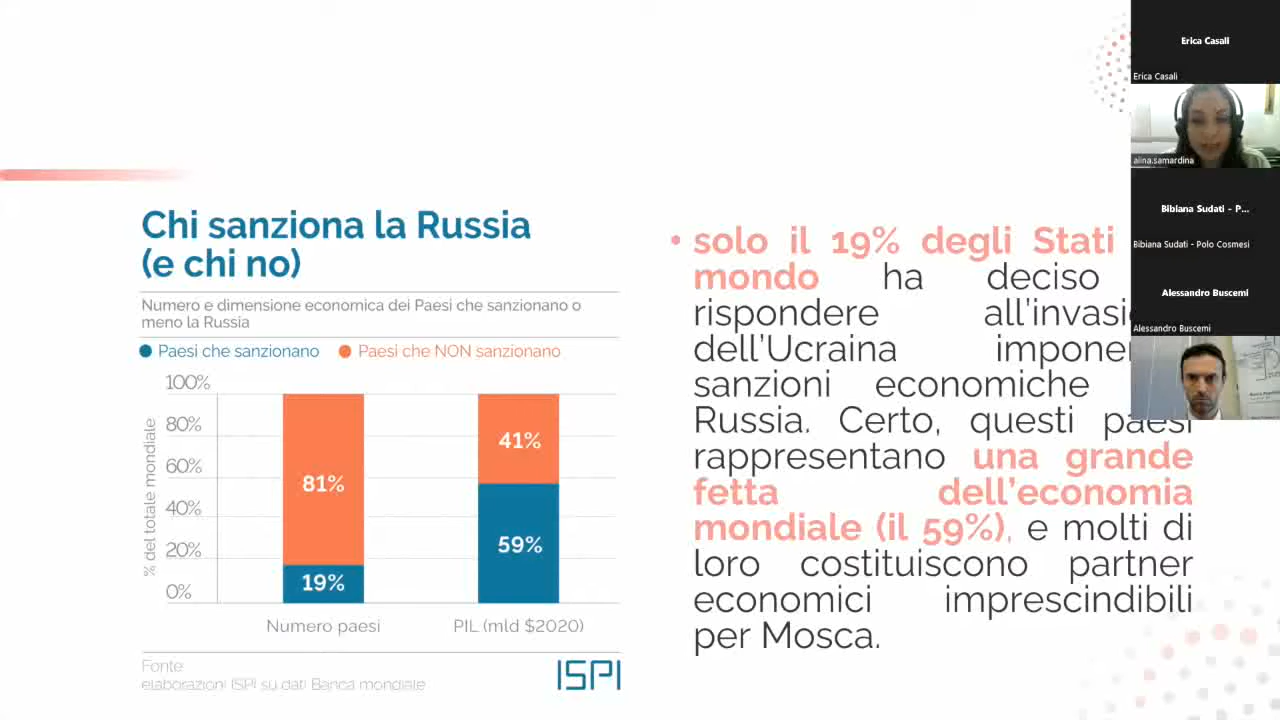 Chi sanziona la Russia
(e chi no)
Numero e dimensione economica dei Paesi che sanzionano o
meno la Russia
Paesi che sanzionano
Paesi che NON sanzionano
% del totale mondiale
100%
80%
60%
40%
20%
0%
81%
19%
41%
59%
Numero paesi
PIL (mld $2020)
Fonte
elaborazioni ISPI su dati Banca mondiale
ISPI
• solo il 19% degli Stati
mondo ha deciso
rispondere
dell'Ucraina
sanzioni economiche
Russia. Certo, questi paesi
rappresentano una grande
fetta dell'economia
mondiale (il 59%), e molti di
loro costituiscono partner
economici imprescindibili
per Mosca.
Erica Casali
Erica Casali
alina.samardina
Bibiana Sudati - P...
Bibiana Sudati - Polo Cosmesi
Alessandro Buscemi
Alessandro Buscemi